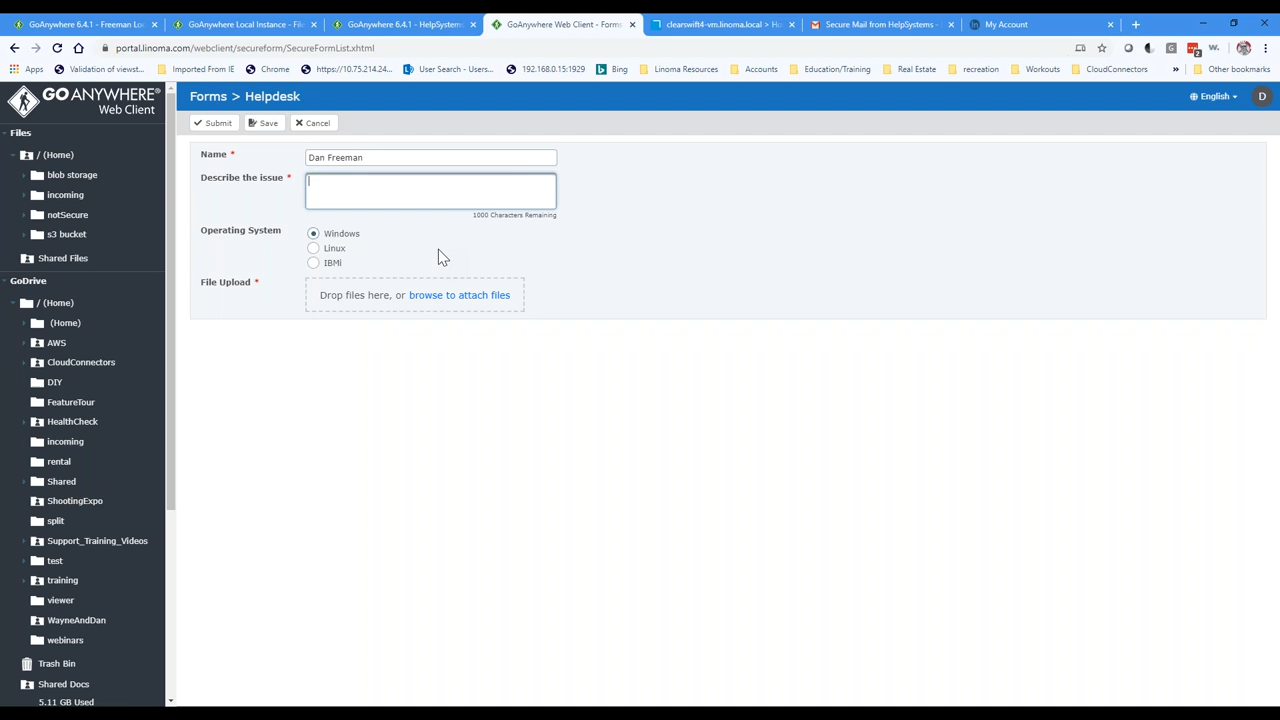 GoAnywhere 6.4.1 - Freeman Loc
GoAnywhere Local Instance - File
GoAnywhere 6.4.1 - HelpSystems
GoAnywhere Web Client - Forms
clearswift4-vm.linoma.local > Ho
Secure Mail from HelpSystems -
My Account
portal.linoma.com/webclient/secureform/SecureFormList.xhtml
Apps
Validation of viewst...
Imported From IE
Chrome
https://10.75.214.24...
User Search - Users...
192.168.0.15:1929
Bing
Linoma Resources
Accounts
Education/Training
Real Estate
recreation
Workouts
CloudConnectors
»
Other bookmarks
GOANYWHERE®
Web Client
Forms > Helpdesk
English
D
Submit
Save
Cancel
Files
/ (Home)
blob storage
incoming
notSecure
s3 bucket
Shared Files
GoDrive
/ (Home)
(Home)
AWS
CloudConnectors
DIY
FeatureTour
HealthCheck
incoming
rental
Shared
ShootingExpo
split
Support_Training_Videos
test
training
viewer
WayneAndDan
webinars
Trash Bin
Shared Docs
5.11 GB Used
Name *
Dan Freeman
Describe the issue *
1000 Characters Remaining
Operating System
Windows
Linux
IBMi
File Upload *
Drop files here, or browse to attach files